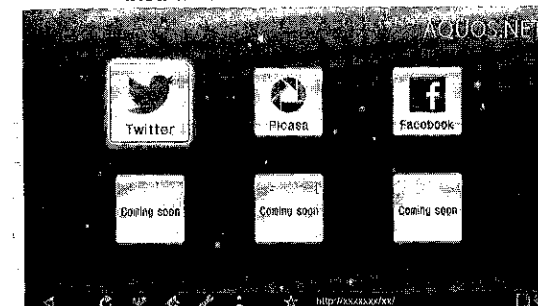 AQUOS.NET
Twitter Picasa Facebook
Coming soon Coming soon Coming soon
http://xxxxxxx/xx/